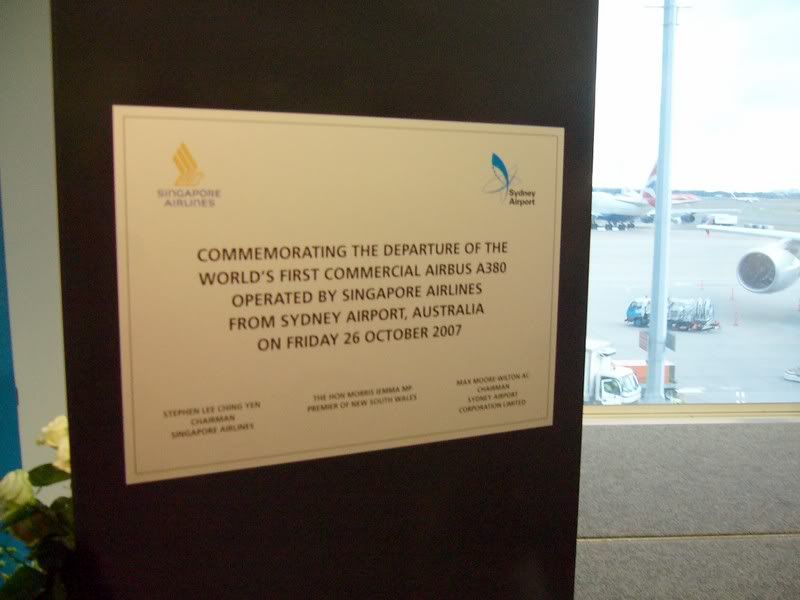 SINGAPORE
AIRLINES
Sydney
Airport
COMMEMORATING THE DEPARTURE OF THE
WORLD'S FIRST COMMERCIAL AIRBUS A380
OPERATED BY SINGAPORE AIRLINES
FROM SYDNEY AIRPORT, AUSTRALIA
ON FRIDAY 26 OCTOBER 2007
STEPHEN LEE CHING YEN
CHAIRMAN
SINGAPORE AIRLINES
THE HON MORRIS IEMMA MP
PREMIER OF NEW SOUTH WALES
MAX MOORE-WILTON AC
CHAIRMAN
SYDNEY AIRPORT
CORPORATION LIMITED